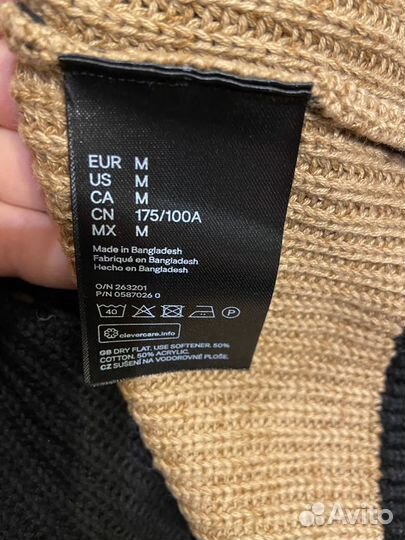 EUR M
US M
CA M
CN 175/100A
MX M
Made in Bangladesh
Fabriqué en Bangladesh
Hecho en Bangladesh
O/N 263201
P/N 0587026 0
40 P
clevercare.info
GB DRY FLAT. USE SOFTENER. 50%
COTTON. 50% ACRYLIC.
CZ SUŠENÍ NA VODOROVNÉ PLOŠE.
Avito